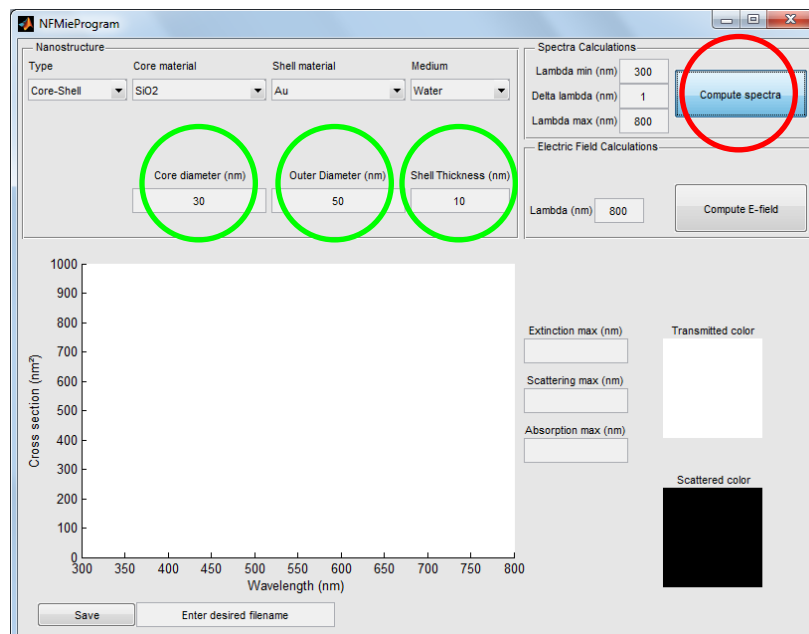 NFMieProgram
Nanostructure
Type Core material Shell material Medium
Core-Shell SiO2 Au Water
Core diameter (nm) Outer Diameter (nm) Shell Thickness (nm)
30 50 10
Spectra Calculations
Lambda min (nm) 300
Delta lambda (nm) 1
Lambda max (nm) 800
Compute spectra
Electric Field Calculations
Lambda (nm) 800
Compute E-field
1000
900
800
700
600
500
400
300
200
100
0
Cross section (nm²)
300 350 400 450 500 550 600 650 700 750 800
Wavelength (nm)
Extinction max (nm)
Scattering max (nm)
Absorption max (nm)
Transmitted color
Scattered color
Save Enter desired filename